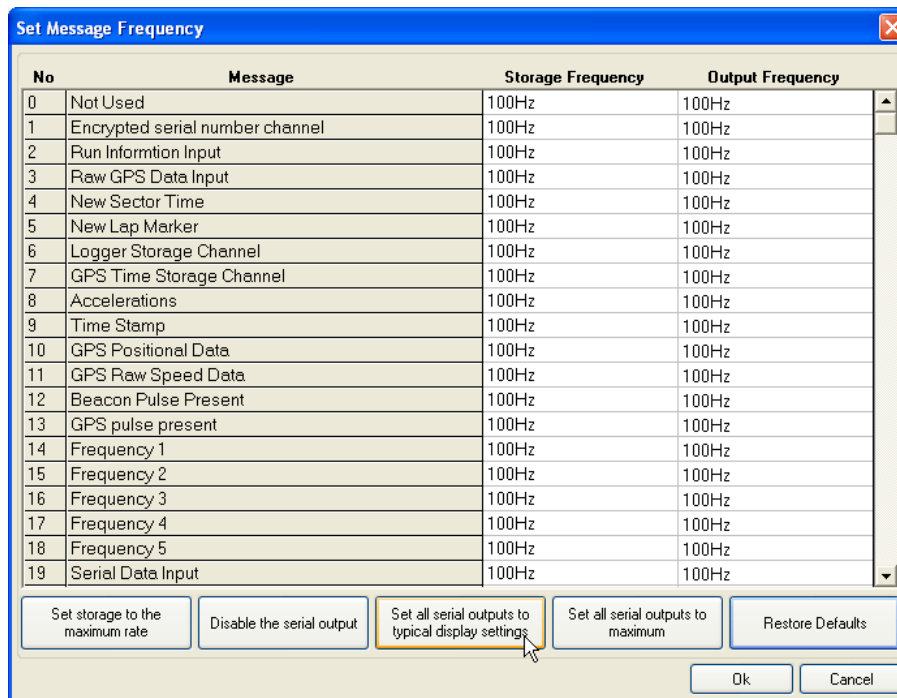 Set Message Frequency
No Message Storage Frequency Output Frequency
0 Not Used 100Hz 100Hz
1 Encrypted serial number channel 100Hz 100Hz
2 Run Informtion Input 100Hz 100Hz
3 Raw GPS Data Input 100Hz 100Hz
4 New Sector Time 100Hz 100Hz
5 New Lap Marker 100Hz 100Hz
6 Logger Storage Channel 100Hz 100Hz
7 GPS Time Storage Channel 100Hz 100Hz
8 Accelerations 100Hz 100Hz
9 Time Stamp 100Hz 100Hz
10 GPS Positional Data 100Hz 100Hz
11 GPS Raw Speed Data 100Hz 100Hz
12 Beacon Pulse Present 100Hz 100Hz
13 GPS pulse present 100Hz 100Hz
14 Frequency 1 100Hz 100Hz
15 Frequency 2 100Hz 100Hz
16 Frequency 3 100Hz 100Hz
17 Frequency 4 100Hz 100Hz
18 Frequency 5 100Hz 100Hz
19 Serial Data Input 100Hz 100Hz
Set storage to the
maximum rate
Disable the serial output
Set all serial outputs to
typical display settings
Set all serial outputs to
maximum
Restore Defaults
Ok Cancel